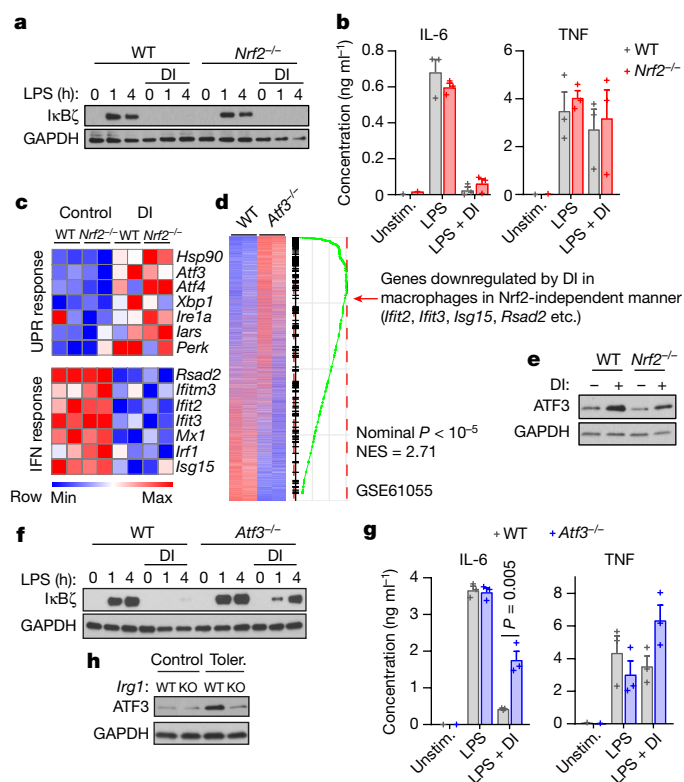 a
WT
Nrf2–/–
DI
DI
LPS (h):
0 1 4 0 1 4 0 1 4 0 1 4
IκBζ
GAPDH
b
IL-6
TNF
WT
Nrf2–/–
Concentration (ng ml–1)
0.8
0.6
0.4
0.2
0
6
4
2
0
Unstim.
LPS
LPS + DI
Unstim.
LPS
LPS + DI
c
Control
DI
WT Nrf2–/– WT Nrf2–/–
UPR response
Hsp90
Atf3
Atf4
Xbp1
Ire1a
Iars
Perk
IFN response
Rsad2
Ifitm3
Ifit2
Ifit3
Mx1
Irf1
Isg15
Row
Min
Max
d
WT
Atf3–/–
Genes downregulated by DI in
macrophages in Nrf2-independent manner
(Ifit2, Ifit3, Isg15, Rsad2 etc.)
Nominal P < 10–5
NES = 2.71
GSE61055
e
WT
Nrf2–/–
DI: – + – +
ATF3
GAPDH
f
WT
Atf3–/–
DI
DI
LPS (h):
0 1 4 0 1 4 0 1 4 0 1 4
IκBζ
GAPDH
g
WT
Atf3–/–
IL-6
TNF
Concentration (ng ml–1)
4
3
2
1
0
P = 0.005
10
8
6
4
2
0
Unstim.
LPS
LPS + DI
Unstim.
LPS
LPS + DI
h
Control Toler.
Irg1: WT KO WT KO
ATF3
GAPDH